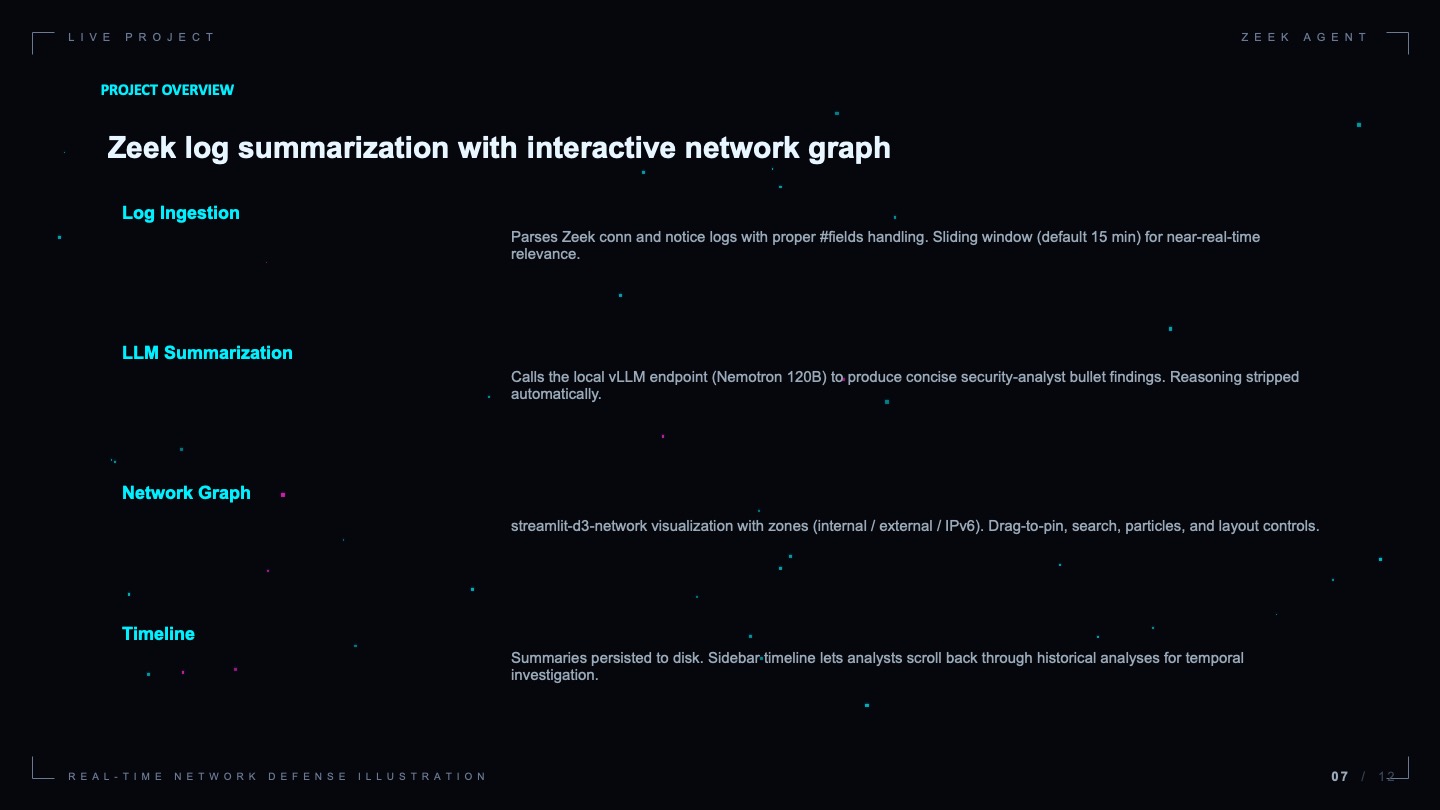 LIVE PROJECT
ZEEK AGENT
PROJECT OVERVIEW
Zeek log summarization with interactive network graph
Log Ingestion
Parses Zeek conn and notice logs with proper #fields handling. Sliding window (default 15 min) for near-real-time
relevance.
LLM Summarization
Calls the local vLLM endpoint (Nemotron 120B) to produce concise security-analyst bullet findings. Reasoning stripped
automatically.
Network Graph
streamlit-d3-network visualization with zones (internal / external / IPv6). Drag-to-pin, search, particles, and layout controls.
Timeline
Summaries persisted to disk. Sidebar timeline lets analysts scroll back through historical analyses for temporal
investigation.
REAL-TIME NETWORK DEFENSE ILLUSTRATION
07 / 12